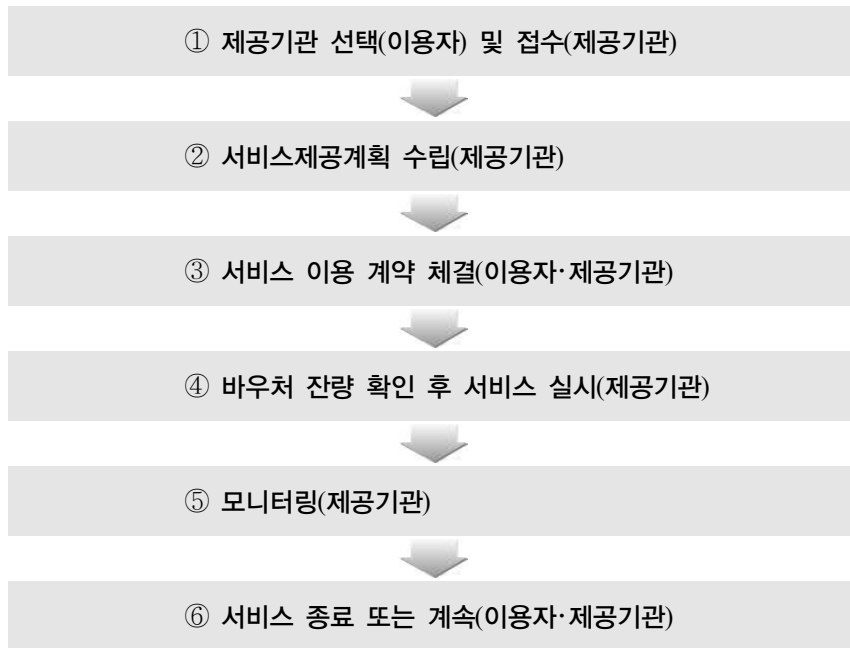 ① 제공기관 선택(이용자) 및 접수(제공기관)
② 서비스제공계획 수립(제공기관)
③ 서비스 이용 계약 체결(이용자·제공기관)
④ 바우처 잔량 확인 후 서비스 실시(제공기관)
⑤ 모니터링(제공기관)
⑥ 서비스 종료 또는 계속(이용자·제공기관)